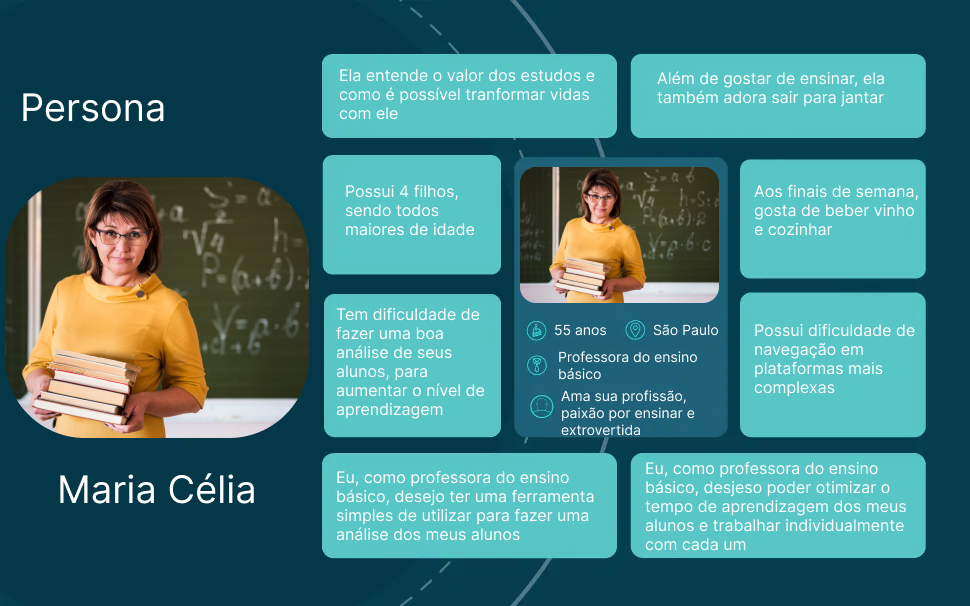 Persona
Maria Célia
Ela entende o valor dos estudos e
como é possível tranformar vidas
com ele
Além de gostar de ensinar, ela
também adora sair para jantar
Possui 4 filhos,
sendo todos
maiores de idade
Aos finais de semana,
gosta de beber vinho
e cozinhar
Tem dificuldade de
fazer uma boa
análise de seus
alunos, para
aumentar o nível de
aprendizagem
55 anos
São Paulo
Professora do ensino
básico
Ama sua profissão,
paixão por ensinar e
extrovertida
Possui dificuldade de
navegação em
plataformas mais
complexas
Eu, como professora do ensino
básico, desejo ter uma ferramenta
simples de utilizar para fazer uma
análise dos meus alunos
Eu, como professora do ensino
básico, desjeso poder otimizar o
tempo de aprendizagem dos meus
alunos e trabalhar individualmente
com cada um